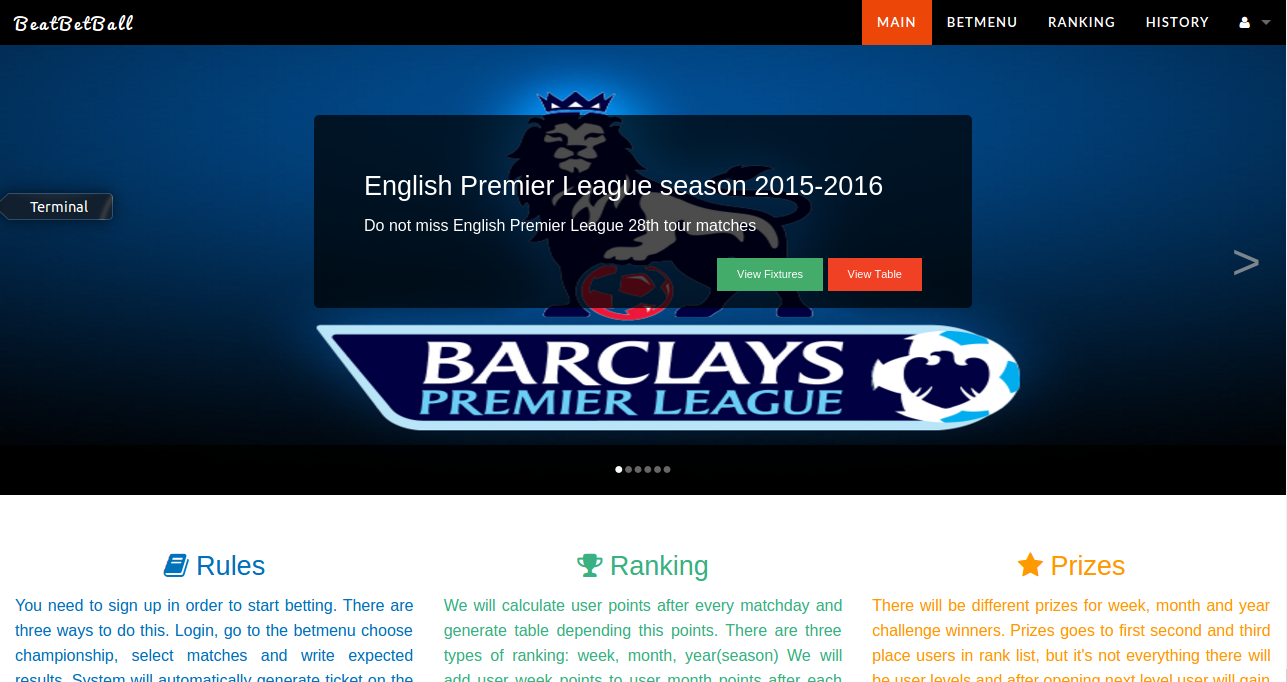 BeatBetBall
MAIN BETMENU RANKING HISTORY
English Premier League season 2015-2016
Terminal
Do not miss English Premier League 28th tour matches
>
View Fixtures View Table
BARCLAYS
PREMIER LEAGUE
Rules
You need to sign up in order to start betting. There are
three ways to do this. Login, go to the betmenu choose
championship, select matches and write expected
results. System will automatically generate ticket on the
Ranking
We will calculate user points after every matchday and
generate table depending this points. There are three
types of ranking: week, month, year(season) We will
add user week points to user month points after each
Prizes
There will be different prizes for week, month and year
challenge winners. Prizes goes to first second and third
place users in rank list, but it's not everything there will
be user levels and after opening next level user will gain